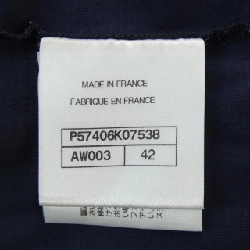 MADE IN FRANCE
FABRIQUE EN FRANCE
P57406K07538
AW003 42